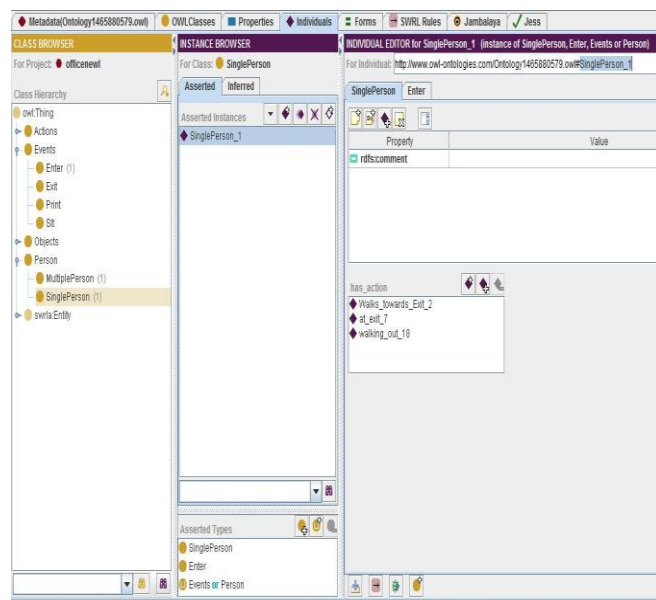 Metadata(Ontology1465880579.owl) OWLClasses Properties Individuals Forms SWRL Rules Jambalaya Jess
CLASS BROWSER
For Project: officenewl
Class Hierarchy
owl:Thing
Actions
Events
Enter (1)
Exit
Print
Sit
Objects
Person
MultiplePerson (1)
SinglePerson (1)
swrla:Entity
INSTANCE BROWSER
For Class: SinglePerson
Asserted Inferred
Asserted Instances
SinglePerson_1
Asserted Types
SinglePerson
Enter
Events or Person
INDIVIDUAL EDITOR for SinglePerson_1 (instance of SinglePerson, Enter, Events or Person)
For Individual: http://www.owl-ontologies.com/Ontology1465880579.owl#SinglePerson_1
SinglePerson Enter
Property Value
rdfs:comment
has_action
Walks_towards_Exit_2
at_exit_7
walking_out_18